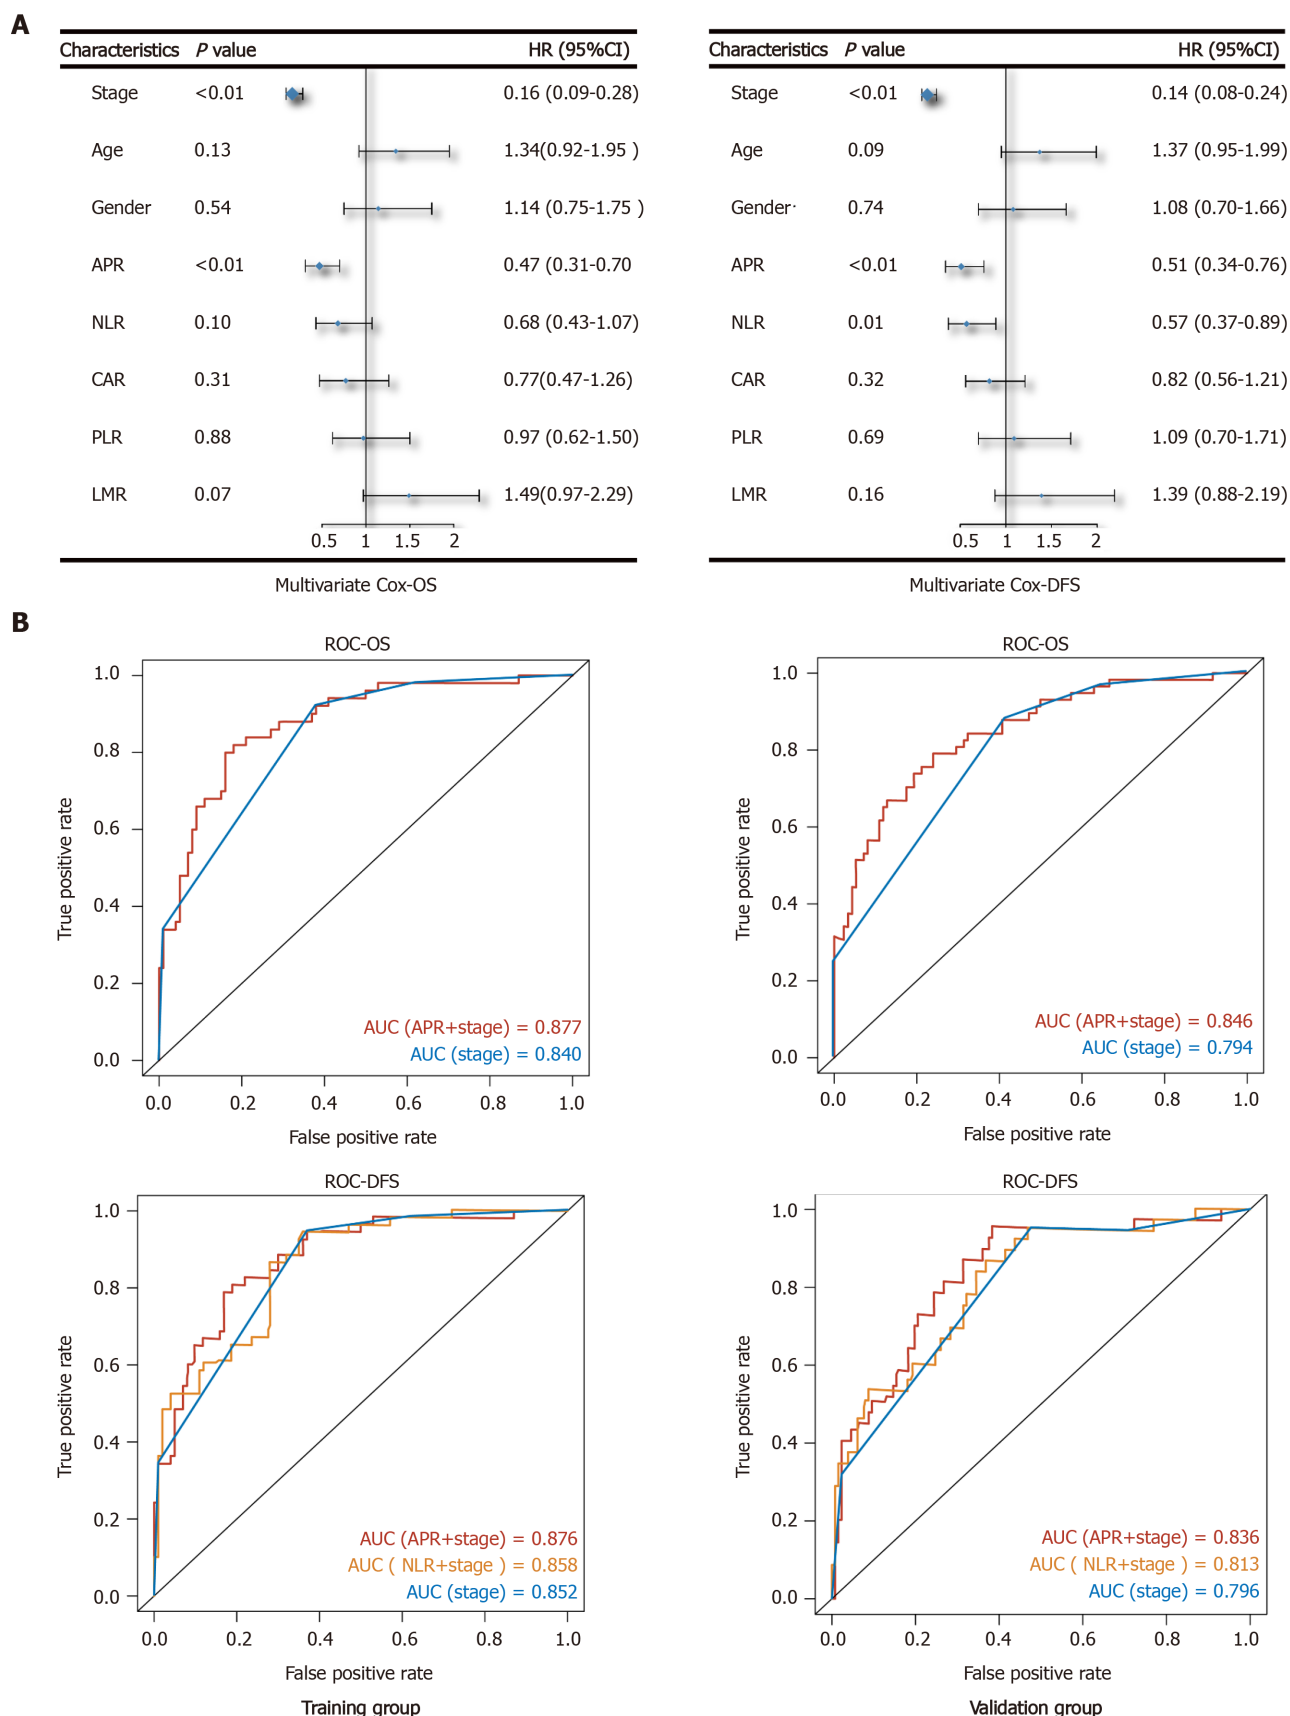 A
Characteristics P value HR (95%CI)
Stage <0.01 0.16 (0.09-0.28)
Age 0.13 1.34(0.92-1.95 )
Gender 0.54 1.14 (0.75-1.75 )
APR <0.01 0.47 (0.31-0.70
NLR 0.10 0.68 (0.43-1.07)
CAR 0.31 0.77(0.47-1.26)
PLR 0.88 0.97 (0.62-1.50)
LMR 0.07 1.49(0.97-2.29)
0.5 1 1.5 2
Multivariate Cox-OS
Characteristics P value HR (95%CI)
Stage <0.01 0.14 (0.08-0.24)
Age 0.09 1.37 (0.95-1.99)
Gender· 0.74 1.08 (0.70-1.66)
APR <0.01 0.51 (0.34-0.76)
NLR 0.01 0.57 (0.37-0.89)
CAR 0.32 0.82 (0.56-1.21)
PLR 0.69 1.09 (0.70-1.71)
LMR 0.16 1.39 (0.88-2.19)
0.5 1 1.5 2
Multivariate Cox-DFS
B
ROC-OS
True positive rate
1.0
0.8
0.6
0.4
0.2
0.0
AUC (APR+stage) = 0.877
AUC (stage) = 0.840
0.0 0.2 0.4 0.6 0.8 1.0
False positive rate
ROC-OS
True positive rate
1.0
0.8
0.6
0.4
0.2
0.0
AUC (APR+stage) = 0.846
AUC (stage) = 0.794
0.0 0.2 0.4 0.6 0.8 1.0
False positive rate
ROC-DFS
True positive rate
1.0
0.8
0.6
0.4
0.2
0.0
AUC (APR+stage) = 0.876
AUC ( NLR+stage ) = 0.858
AUC (stage) = 0.852
0.0 0.2 0.4 0.6 0.8 1.0
False positive rate
Training group
ROC-DFS
True positive rate
1.0
0.8
0.6
0.4
0.2
0.0
AUC (APR+stage) = 0.836
AUC ( NLR+stage ) = 0.813
AUC (stage) = 0.796
0.0 0.2 0.4 0.6 0.8 1.0
False positive rate
Validation group